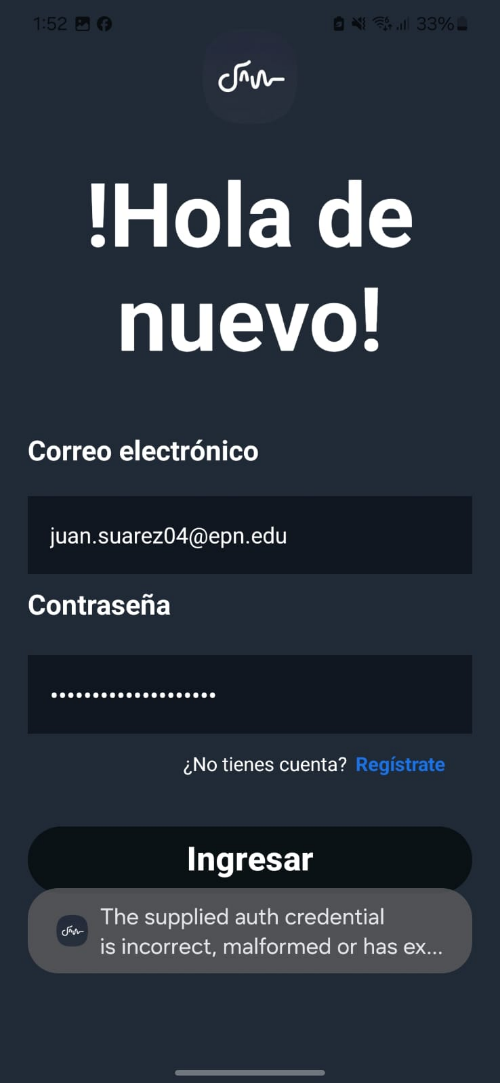 1:52 33%
!Hola de
nuevo!
Correo electrónico
juan.suarez04@epn.edu
Contraseña
••••••••••••••••••••
¿No tienes cuenta? Regístrate
Ingresar
The supplied auth credential
is incorrect, malformed or has ex...